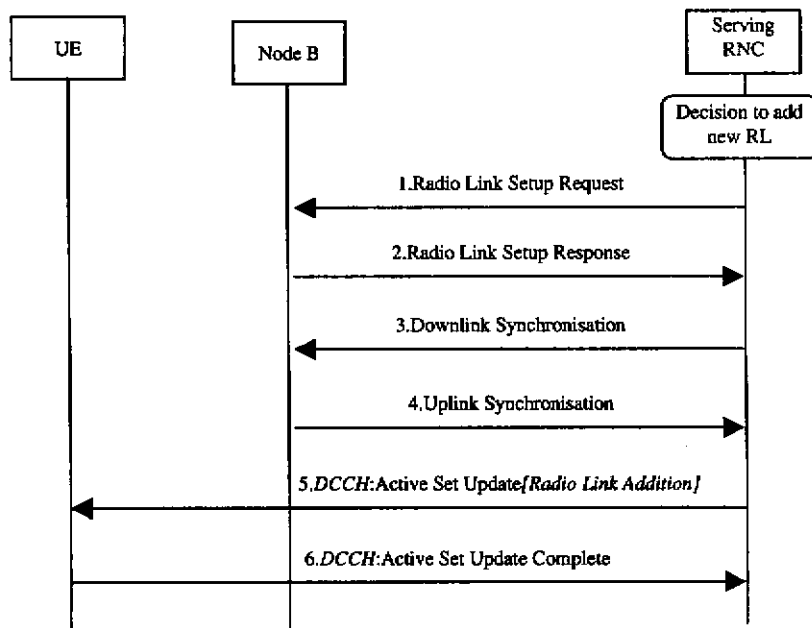 UE
Node B
Serving
RNC
Decision to add
new RL
1.Radio Link Setup Request
2.Radio Link Setup Response
3.Downlink Synchronisation
4.Uplink Synchronisation
5.DCCH:Active Set Update[Radio Link Addition]
6.DCCH:Active Set Update Complete